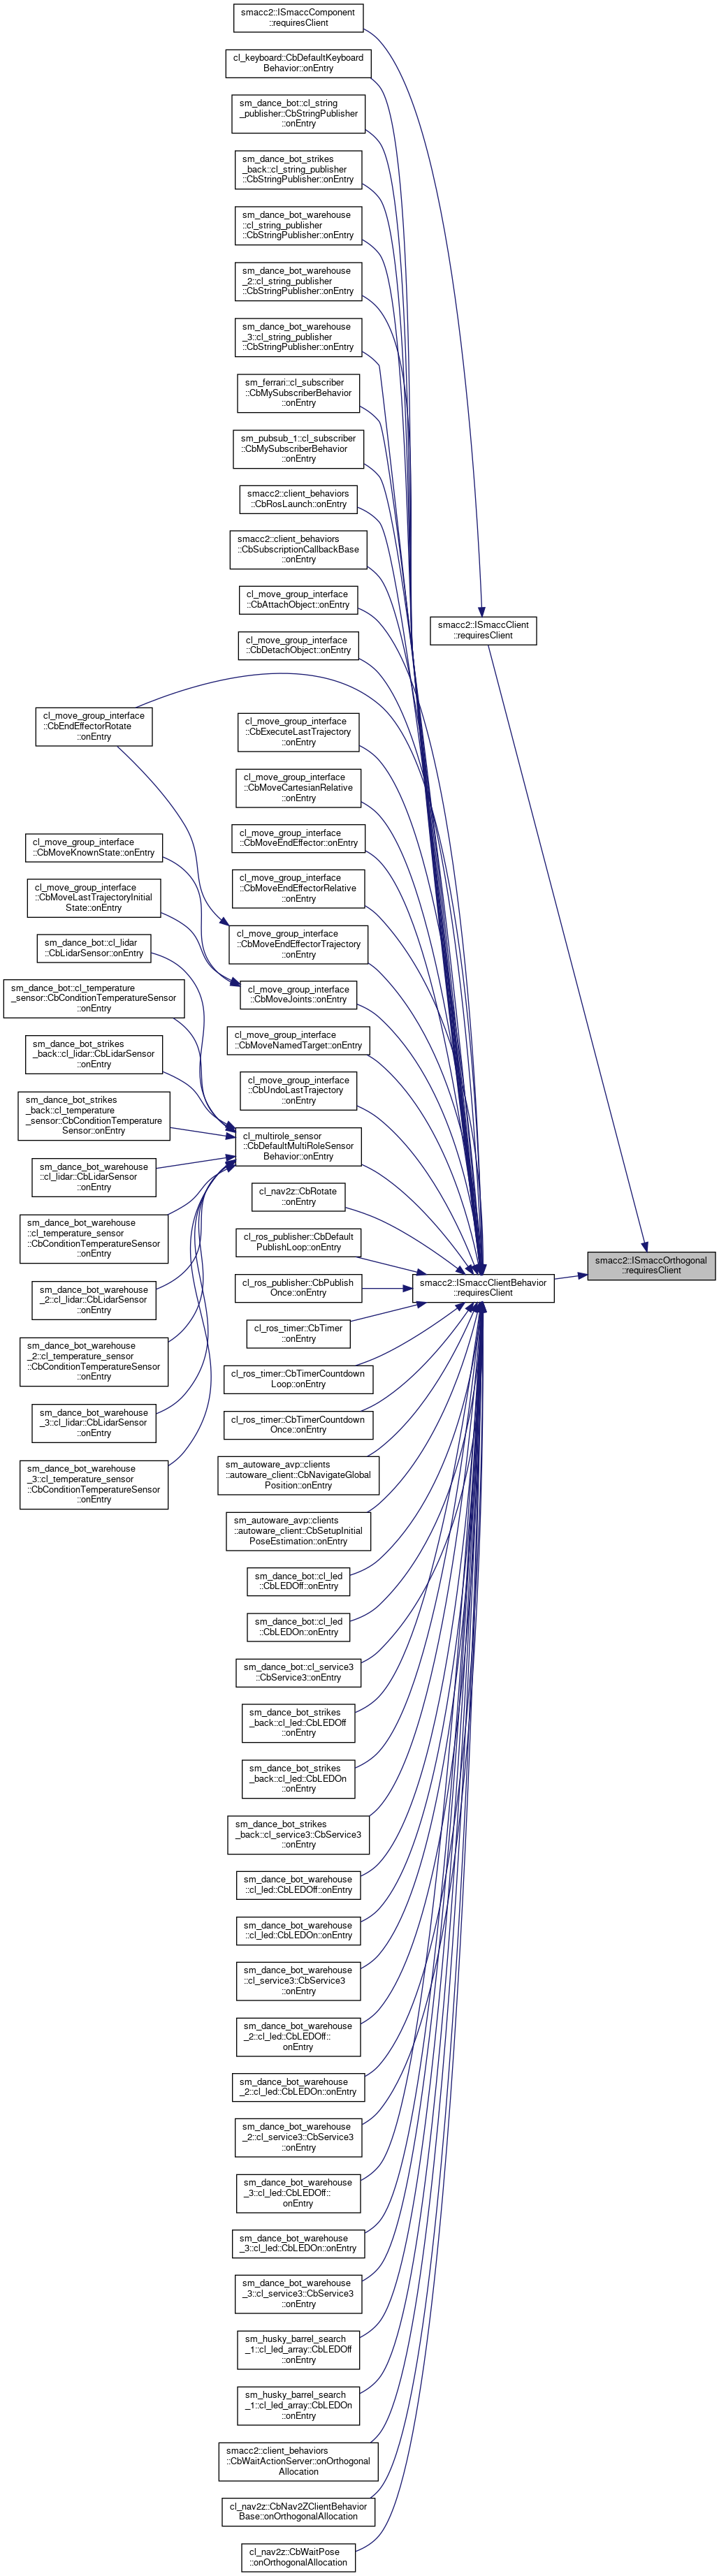 smacc2::ISmaccComponent
::requiresClient
cl_keyboard::CbDefaultKeyboard
Behavior::onEntry
sm_dance_bot::cl_string
_publisher::CbStringPublisher
::onEntry
sm_dance_bot_strikes
_back::cl_string_publisher
::CbStringPublisher::onEntry
sm_dance_bot_warehouse
::cl_string_publisher
::CbStringPublisher::onEntry
sm_dance_bot_warehouse
_2::cl_string_publisher
::CbStringPublisher::onEntry
sm_dance_bot_warehouse
_3::cl_string_publisher
::CbStringPublisher::onEntry
sm_ferrari::cl_subscriber
::CbMySubscriberBehavior
::onEntry
sm_pubsub_1::cl_subscriber
::CbMySubscriberBehavior
::onEntry
smacc2::client_behaviors
::CbRosLaunch::onEntry
smacc2::client_behaviors
::CbSubscriptionCallbackBase
::onEntry
cl_move_group_interface
::CbAttachObject::onEntry
smacc2::ISmaccClient
::requiresClient
cl_move_group_interface
::CbDetachObject::onEntry
cl_move_group_interface
::CbEndEffectorRotate
::onEntry
cl_move_group_interface
::CbExecuteLastTrajectory
::onEntry
cl_move_group_interface
::CbMoveCartesianRelative
::onEntry
cl_move_group_interface
::CbMoveEndEffector::onEntry
cl_move_group_interface
::CbMoveKnownState::onEntry
cl_move_group_interface
::CbMoveEndEffectorRelative
::onEntry
cl_move_group_interface
::CbMoveLastTrajectoryInitial
State::onEntry
cl_move_group_interface
::CbMoveEndEffectorTrajectory
::onEntry
sm_dance_bot::cl_lidar
::CbLidarSensor::onEntry
cl_move_group_interface
::CbMoveJoints::onEntry
sm_dance_bot::cl_temperature
_sensor::CbConditionTemperatureSensor
::onEntry
cl_move_group_interface
::CbMoveNamedTarget::onEntry
sm_dance_bot_strikes
_back::cl_lidar::CbLidarSensor
::onEntry
cl_move_group_interface
::CbUndoLastTrajectory
::onEntry
sm_dance_bot_strikes
_back::cl_temperature
_sensor::CbConditionTemperature
Sensor::onEntry
cl_multirole_sensor
::CbDefaultMultiRoleSensor
Behavior::onEntry
sm_dance_bot_warehouse
::cl_lidar::CbLidarSensor
::onEntry
cl_nav2z::CbRotate
::onEntry
sm_dance_bot_warehouse
::cl_temperature_sensor
::CbConditionTemperatureSensor
::onEntry
cl_ros_publisher::CbDefault
PublishLoop::onEntry
smacc2::ISmaccOrthogonal
::requiresClient
smacc2::ISmaccClientBehavior
::requiresClient
cl_ros_publisher::CbPublish
Once::onEntry
sm_dance_bot_warehouse
_2::cl_lidar::CbLidarSensor
::onEntry
cl_ros_timer::CbTimer
::onEntry
sm_dance_bot_warehouse
_2::cl_temperature_sensor
::CbConditionTemperatureSensor
::onEntry
cl_ros_timer::CbTimerCountdown
Loop::onEntry
sm_dance_bot_warehouse
_3::cl_lidar::CbLidarSensor
::onEntry
cl_ros_timer::CbTimerCountdown
Once::onEntry
sm_dance_bot_warehouse
_3::cl_temperature_sensor
::CbConditionTemperatureSensor
::onEntry
sm_autoware_avp::clients
::autoware_client::CbNavigateGlobal
Position::onEntry
sm_autoware_avp::clients
::autoware_client::CbSetupInitial
PoseEstimation::onEntry
sm_dance_bot::cl_led
::CbLEDOff::onEntry
sm_dance_bot::cl_led
::CbLEDOn::onEntry
sm_dance_bot::cl_service3
::CbService3::onEntry
sm_dance_bot_strikes
_back::cl_led::CbLEDOff
::onEntry
sm_dance_bot_strikes
_back::cl_led::CbLEDOn
::onEntry
sm_dance_bot_strikes
_back::cl_service3::CbService3
::onEntry
sm_dance_bot_warehouse
::cl_led::CbLEDOff::onEntry
sm_dance_bot_warehouse
::cl_led::CbLEDOn::onEntry
sm_dance_bot_warehouse
::cl_service3::CbService3
::onEntry
sm_dance_bot_warehouse
_2::cl_led::CbLEDOff::
onEntry
sm_dance_bot_warehouse
_2::cl_led::CbLEDOn::onEntry
sm_dance_bot_warehouse
_2::cl_service3::CbService3
::onEntry
sm_dance_bot_warehouse
_3::cl_led::CbLEDOff::
onEntry
sm_dance_bot_warehouse
_3::cl_led::CbLEDOn::onEntry
sm_dance_bot_warehouse
_3::cl_service3::CbService3
::onEntry
sm_husky_barrel_search
_1::cl_led_array::CbLEDOff
::onEntry
sm_husky_barrel_search
_1::cl_led_array::CbLEDOn
::onEntry
smacc2::client_behaviors
::CbWaitActionServer::onOrthogonal
Allocation
cl_nav2z::CbNav2ZClientBehavior
Base::onOrthogonalAllocation
cl_nav2z::CbWaitPose
::onOrthogonalAllocation